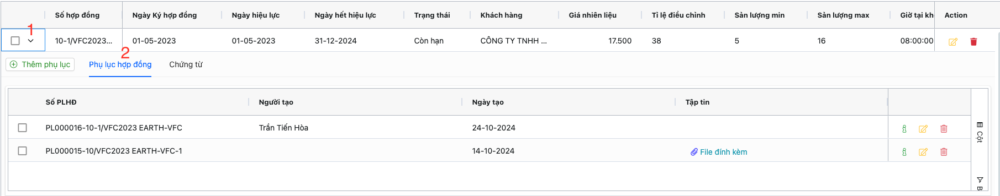 Số hợp đồng Ngày Ký hợp đồng Ngày hiệu lực Ngày hết hiệu lực Trạng thái Khách hàng Giá nhiên liệu Tỉ lệ điều chỉnh Sản lượng min Sản lượng max Giờ tại kh Action
1
10-1/VFC2023... 01-05-2023 01-05-2023 31-12-2024 Còn hạn CÔNG TY TNHH ... 17.500 38 5 16 08:00:00
2
Thêm phụ lục Phụ lục hợp đồng Chứng từ
Số PLHĐ Người tạo Ngày tạo Tập tin
PL000016-10-1/VFC2023 EARTH-VFC Trần Tiến Hòa 24-10-2024
PL000015-10/VFC2023 EARTH-VFC-1 14-10-2024 File đính kèm
Cột
B